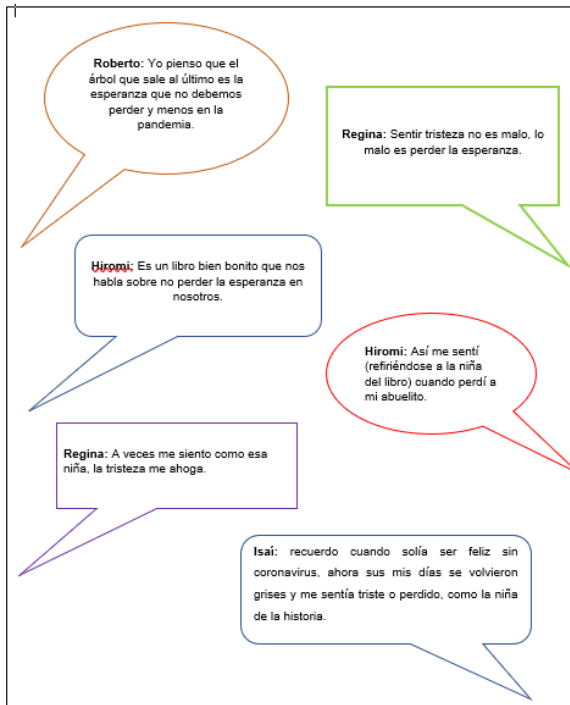 Roberto: Yo pienso que el
árbol que sale al último es la
esperanza que no debemos
perder y menos en la
pandemia.
Regina: Sentir tristeza no es malo, lo
malo es perder la esperanza.
Hiromi: Es un libro bien bonito que nos
habla sobre no perder la esperanza en
nosotros.
Hiromi: Así me sentí
(refiriéndose a la niña
del libro) cuando perdí a
mi abuelito.
Regina: A veces me siento como esa
niña, la tristeza me ahoga.
Isaí: recuerdo cuando solía ser feliz sin
coronavirus, ahora sus mis días se volvieron
grises y me sentía triste o perdido, como la niña
de la historia.